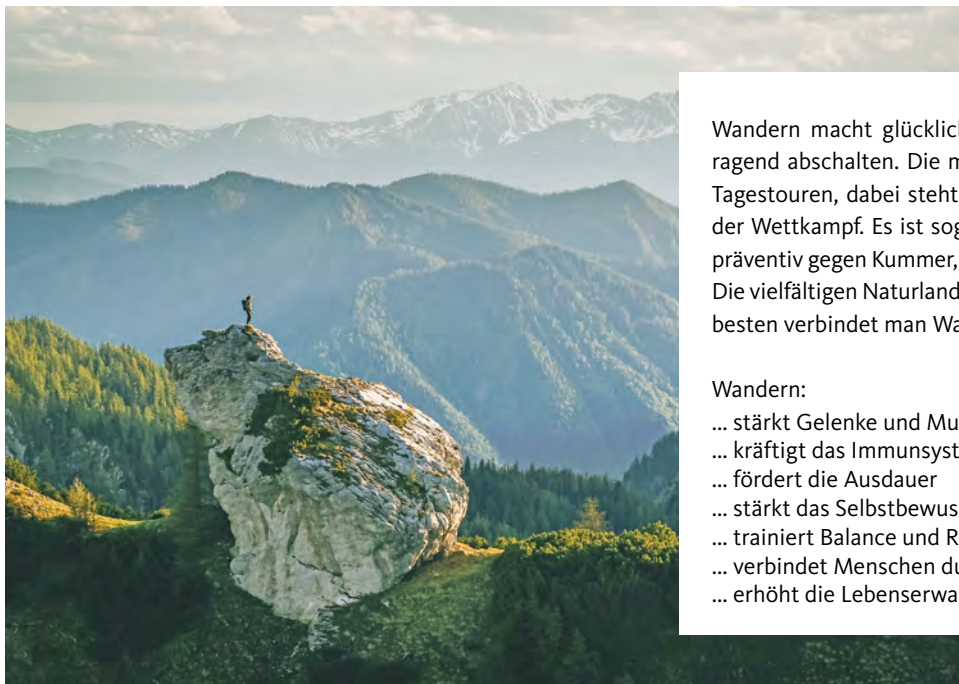 Wandern macht glücklich
ragend abschalten. Die m
Tagestouren, dabei steht
der Wettkampf. Es ist sog
präventiv gegen Kummer,
Die vielfältigen Naturland
besten verbindet man Wa
Wandern:
... stärkt Gelenke und Mu
... kräftigt das Immunsyst
... fördert die Ausdauer
... stärkt das Selbstbewus
... trainiert Balance und R
... verbindet Menschen du
... erhöht die Lebenserwa